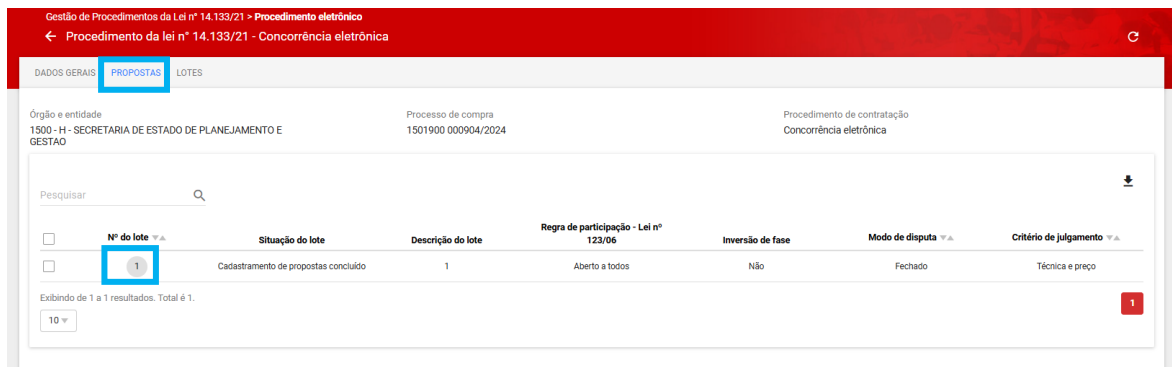 Gestão de Procedimentos da Lei n° 14.133/21 > Procedimento eletrônico
Procedimento da lei n° 14.133/21 - Concorrência eletrônica
DADOS GERAIS PROPOSTAS LOTES
Órgão e entidade Processo de compra Procedimento de contratação
1500 - H - SECRETARIA DE ESTADO DE PLANEJAMENTO E 1501900 000904/2024 Concorrência eletrônica
GESTAO
Pesquisar
Regra de participação - Lei nº
Nº do lote Situação do lote Descrição do lote 123/06 Inversão de fase Modo de disputa Critério de julgamento
1 Cadastramento de propostas concluído 1 Aberto a todos Não Fechado Técnica e preço
Exibindo de 1 a 1 resultados. Total é 1.
1
10